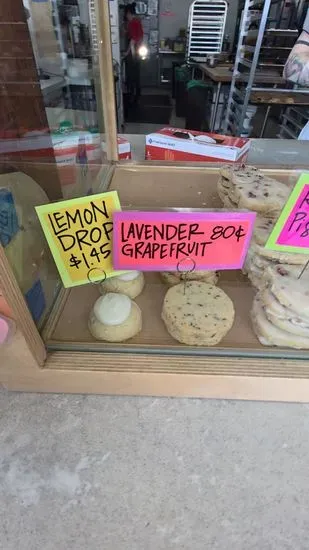 LEMON
DROP
$1.45
LAVENDER 80¢
GRAPEFRUIT